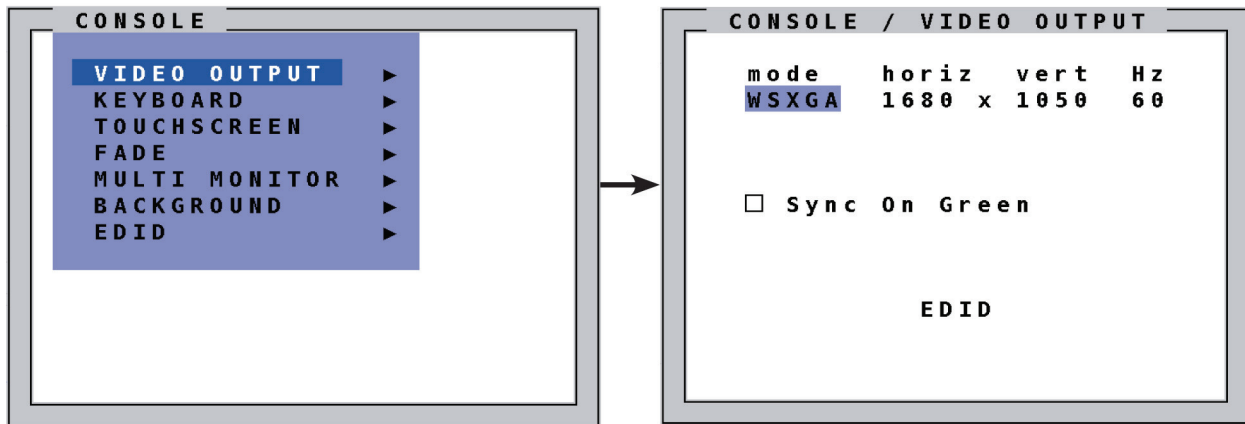 CONSOLE
VIDEO OUTPUT ►
KEYBOARD ►
TOUCHSCREEN ►
FADE ►
MULTI MONITOR ►
BACKGROUND ►
EDID ►
CONSOLE / VIDEO OUTPUT
mode horiz vert Hz
WSXGA 1680 x 1050 60
☐ Sync On Green
EDID